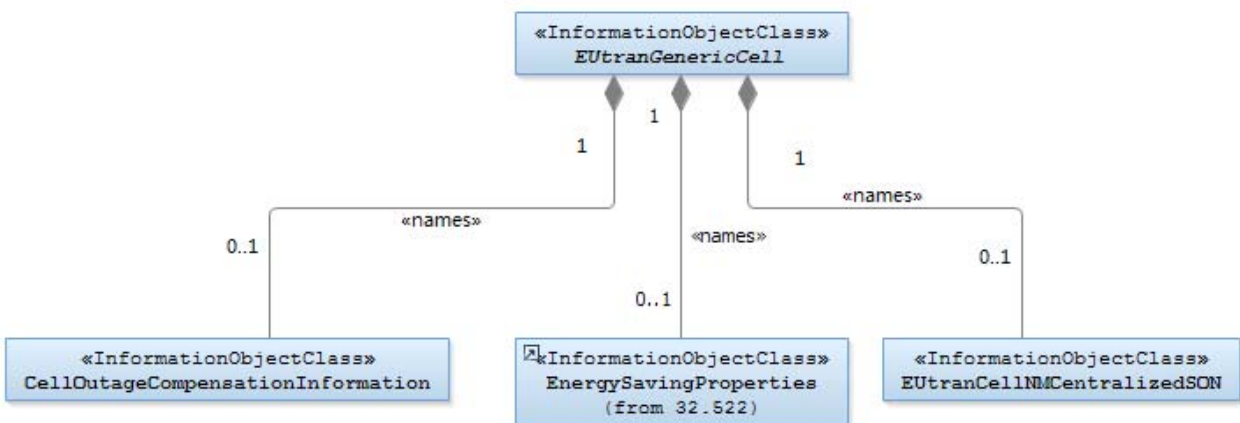 «InformationObjectClass»
EUtranGenericCell
1
1
1
«names»
«names»
«names»
0..1
0..1
0..1
«InformationObjectClass»
CellOutageCompensationInformation
«InformationObjectClass»
EnergySavingProperties
(from 32.522)
«InformationObjectClass»
EUtranCellNMCentralizedSON